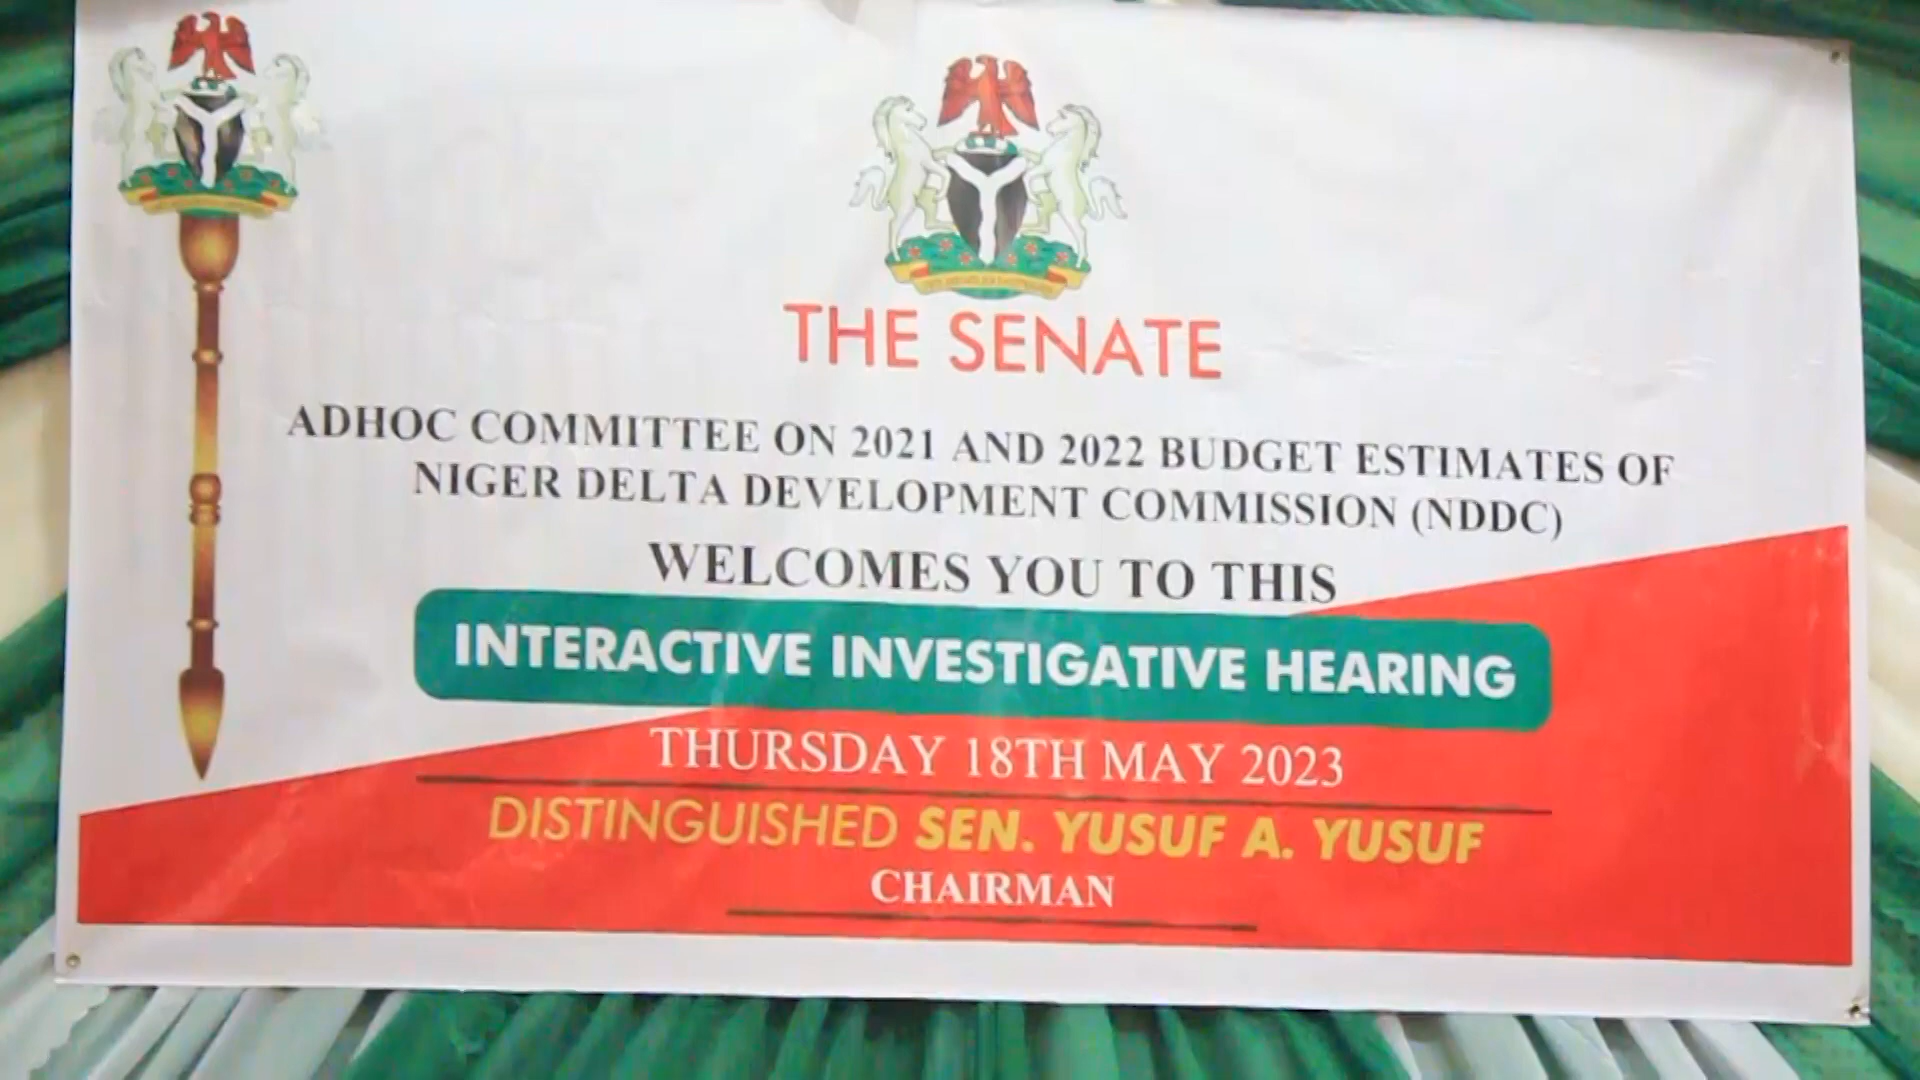 THE SENATE
ADHOC COMMITTEE ON 2021 AND 2022 BUDGET ESTIMATES OF
NIGER DELTA DEVELOPMENT COMMISSION (NDDC)
WELCOMES YOU TO THIS
INTERACTIVE INVESTIGATIVE HEARING
THURSDAY 18TH MAY 2023
DISTINGUISHED SEN. YUSUF A. YUSUF
CHAIRMAN